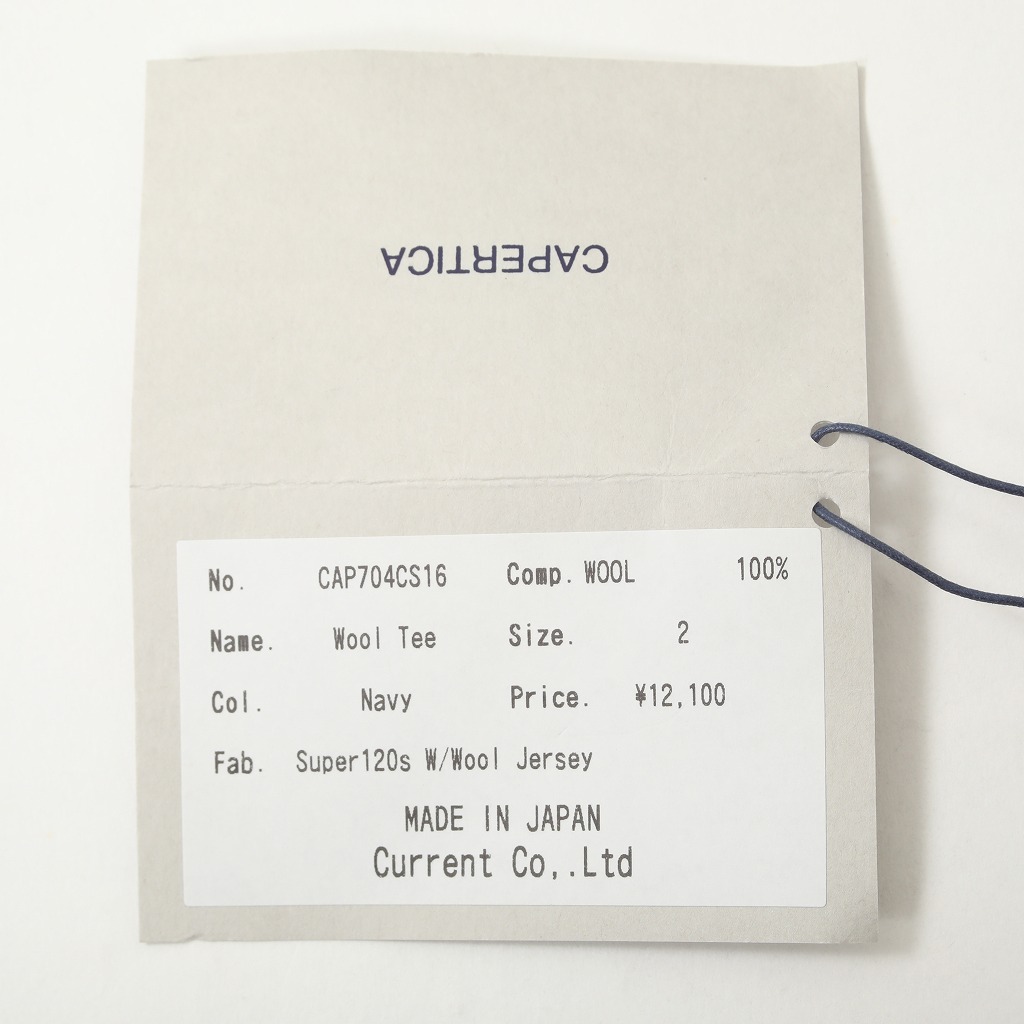 CAPERTICA
No. CAP704CS16 Comp. WOOL 100%
Name. Wool Tee Size. 2
Col. Navy Price. ¥12,100
Fab. Super120s W/Wool Jersey
MADE IN JAPAN
Current Co,.Ltd